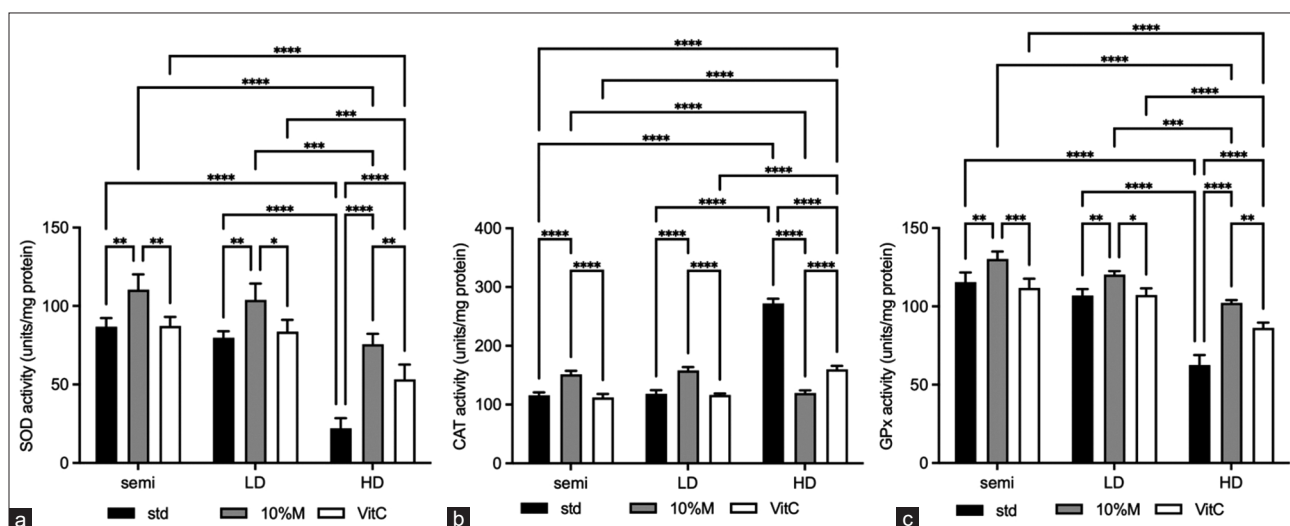 ****
****
***
***
**** ****
**** ****
** ** ** * **
SOD activity (units/mg protein)
150
100
50
0
semi LD HD
std 10%M VitC
a
****
****
****
****
****
**** ****
**** **** ****
**** **** ****
CAT activity (units/mg protein)
400
300
200
100
0
semi LD HD
std 10%M VitC
b
****
****
****
***
**** ****
**** ****
** *** ** * **
GPx activity (units/mg protein)
150
100
50
0
semi LD HD
std 10%M VitC
c